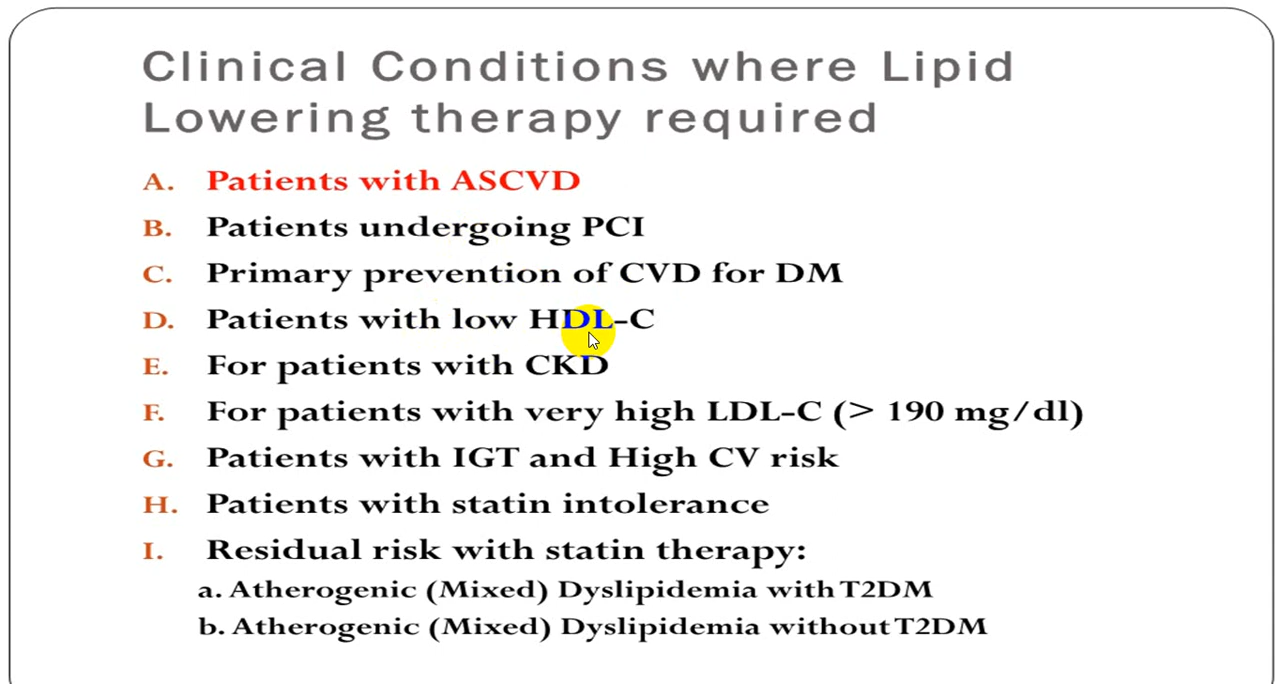 Clinical Conditions where Lipid
Lowering therapy required
A. Patients with ASCVD
B. Patients undergoing PCI
C. Primary prevention of CVD for DM
D. Patients with low HDL-C
E. For patients with CKD
F. For patients with very high LDL-C (> 190 mg/dl)
G. Patients with IGT and High CV risk
H. Patients with statin intolerance
I. Residual risk with statin therapy:
a. Atherogenic (Mixed) Dyslipidemia with T2DM
b. Atherogenic (Mixed) Dyslipidemia without T2DM